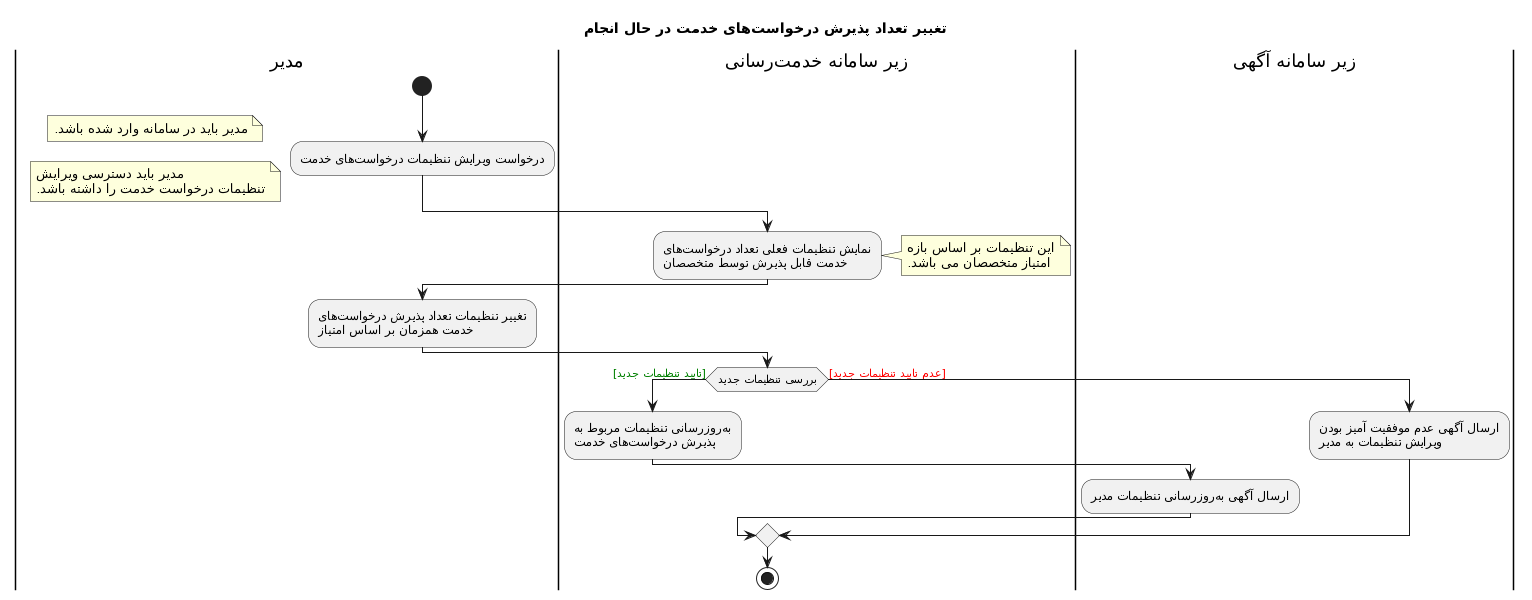 تغییر تعداد پذیرش درخواست‌های خدمت در حال انجام
مدیر
زیر سامانه خدمت‌رسانی
زیر سامانه آگهی
مدیر باید در سامانه وارد شده باشد.
درخواست ویرایش تنظیمات درخواست‌های خدمت
مدیر باید دسترسی ویرایش
تنظیمات درخواست خدمت را داشته باشد.
نمایش تنظیمات فعلی تعداد درخواست‌های
خدمت قابل پذیرش توسط متخصصان
این تنظیمات بر اساس بازه
امتیاز متخصصان می باشد.
تغییر تنظیمات تعداد پذیرش درخواست‌های
خدمت همزمان بر اساس امتیاز
بررسی تنظیمات جدید
[تایید تنظیمات جدید]
[عدم تایید تنظیمات جدید]
به‌روزرسانی تنظیمات مربوط به
پذیرش درخواست‌های خدمت
ارسال آگهی عدم موفقیت آمیز بودن
ویرایش تنظیمات به مدیر
ارسال آگهی به‌روزرسانی تنظیمات مدیر